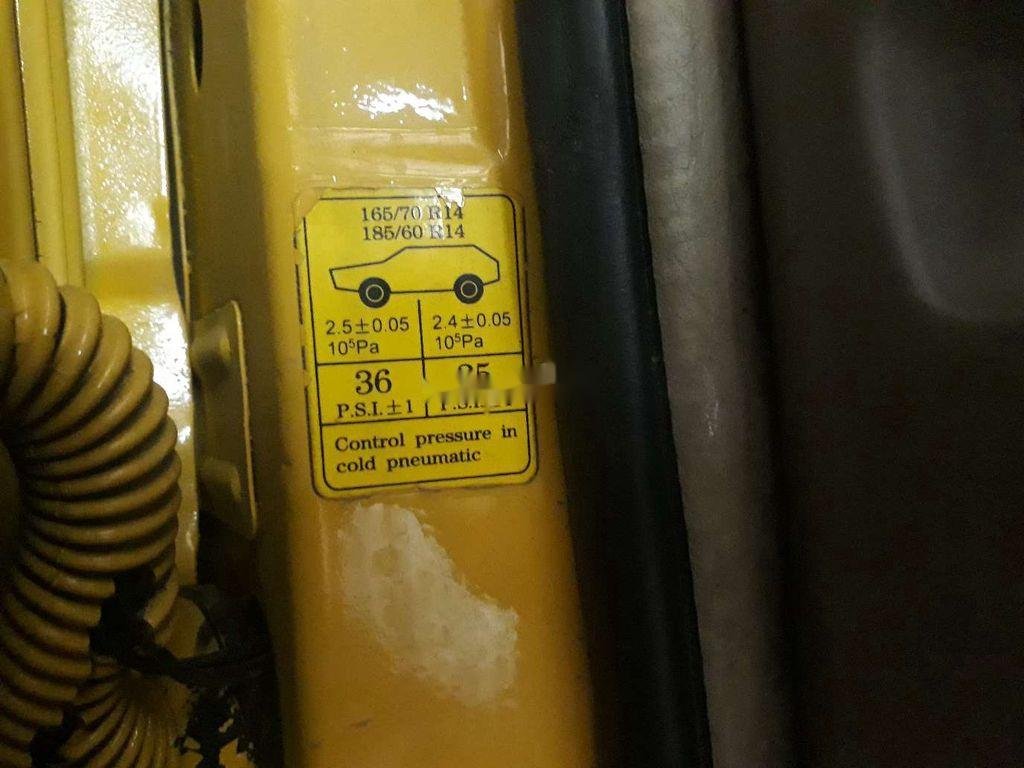 165/70 R14
185/60 R14
2.5±0.05 2.4±0.05
10⁵Pa 10⁵Pa
36
P.S.I.±1
Control pressure in
cold pneumatic